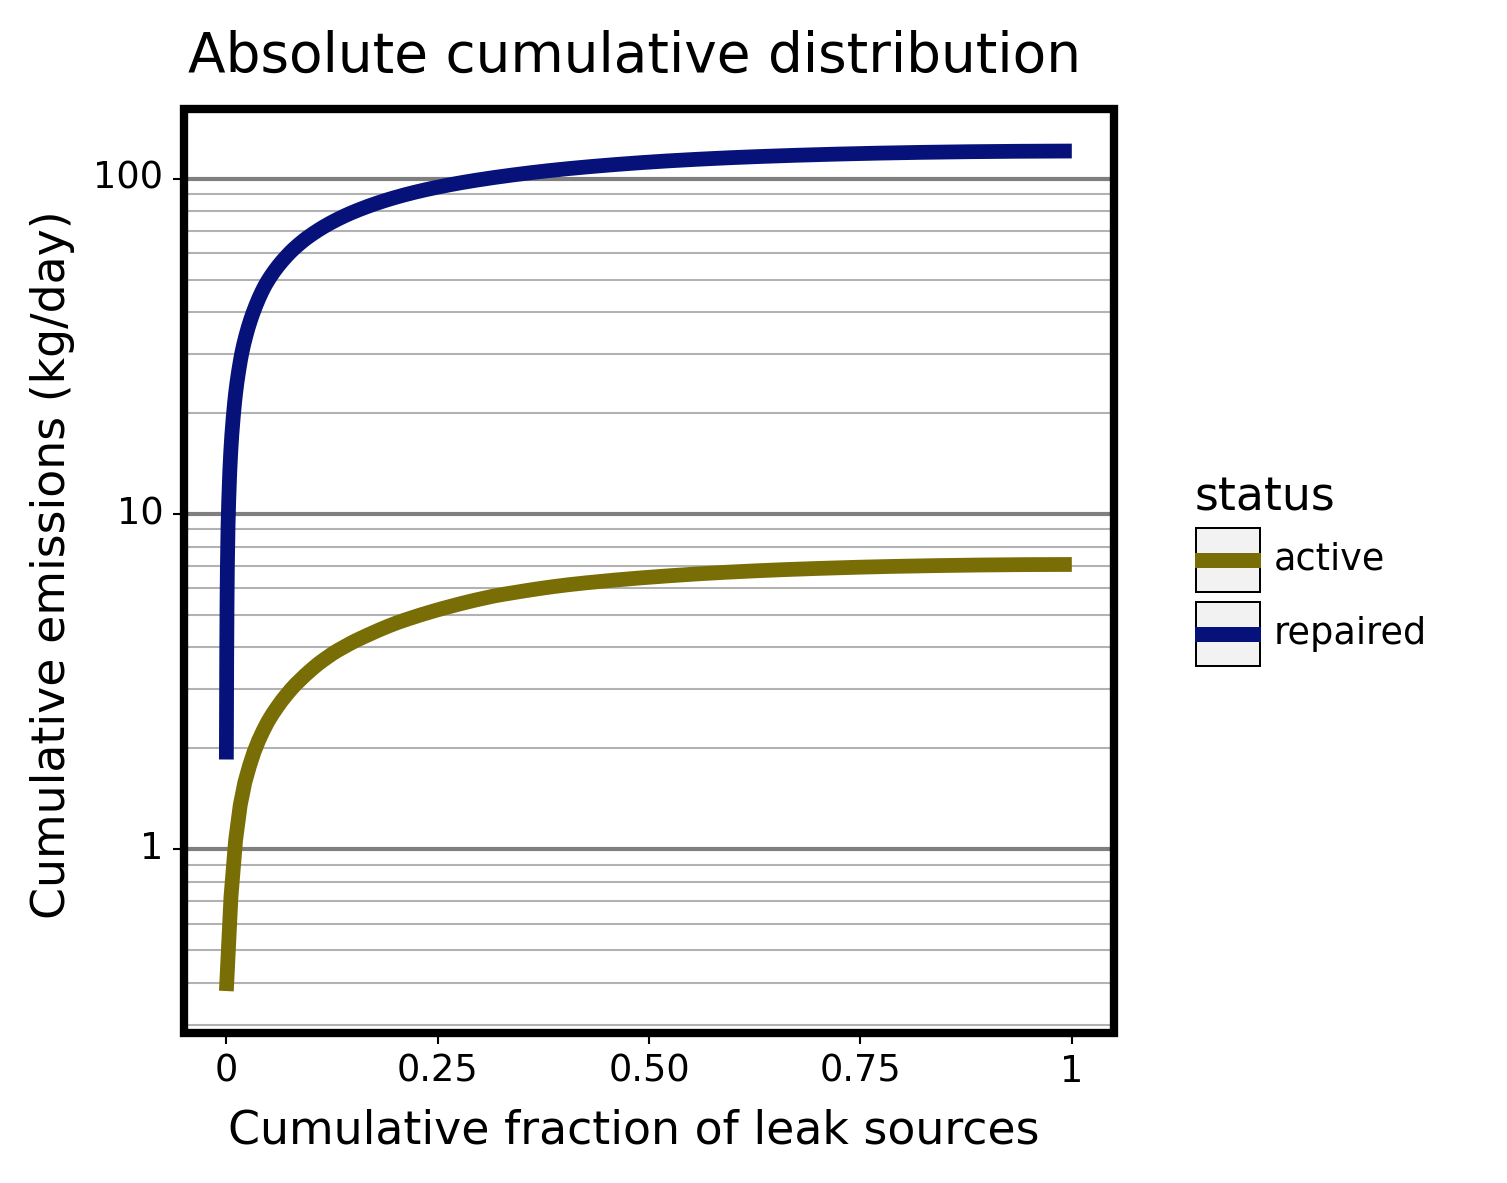 Absolute cumulative distribution
Cumulative emissions (kg/day)
100
10
1
0 0.25 0.50 0.75 1
Cumulative fraction of leak sources
status
active
repaired